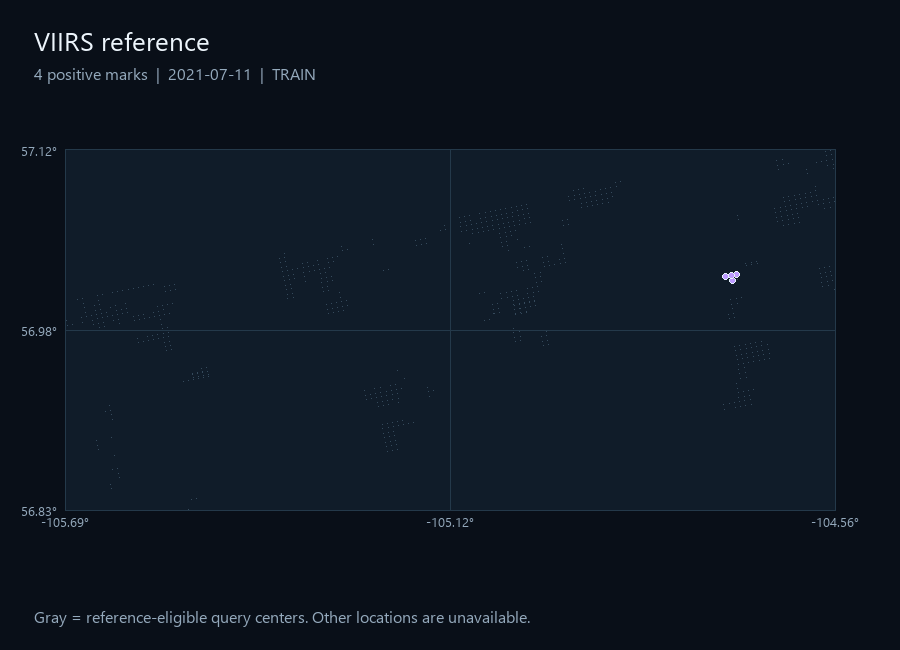 VIIRS reference
4 positive marks | 2021-07-11 | TRAIN
57.12°
56.98°
56.83°
-105.69°
-105.12°
-104.56°
Gray = reference-eligible query centers. Other locations are unavailable.